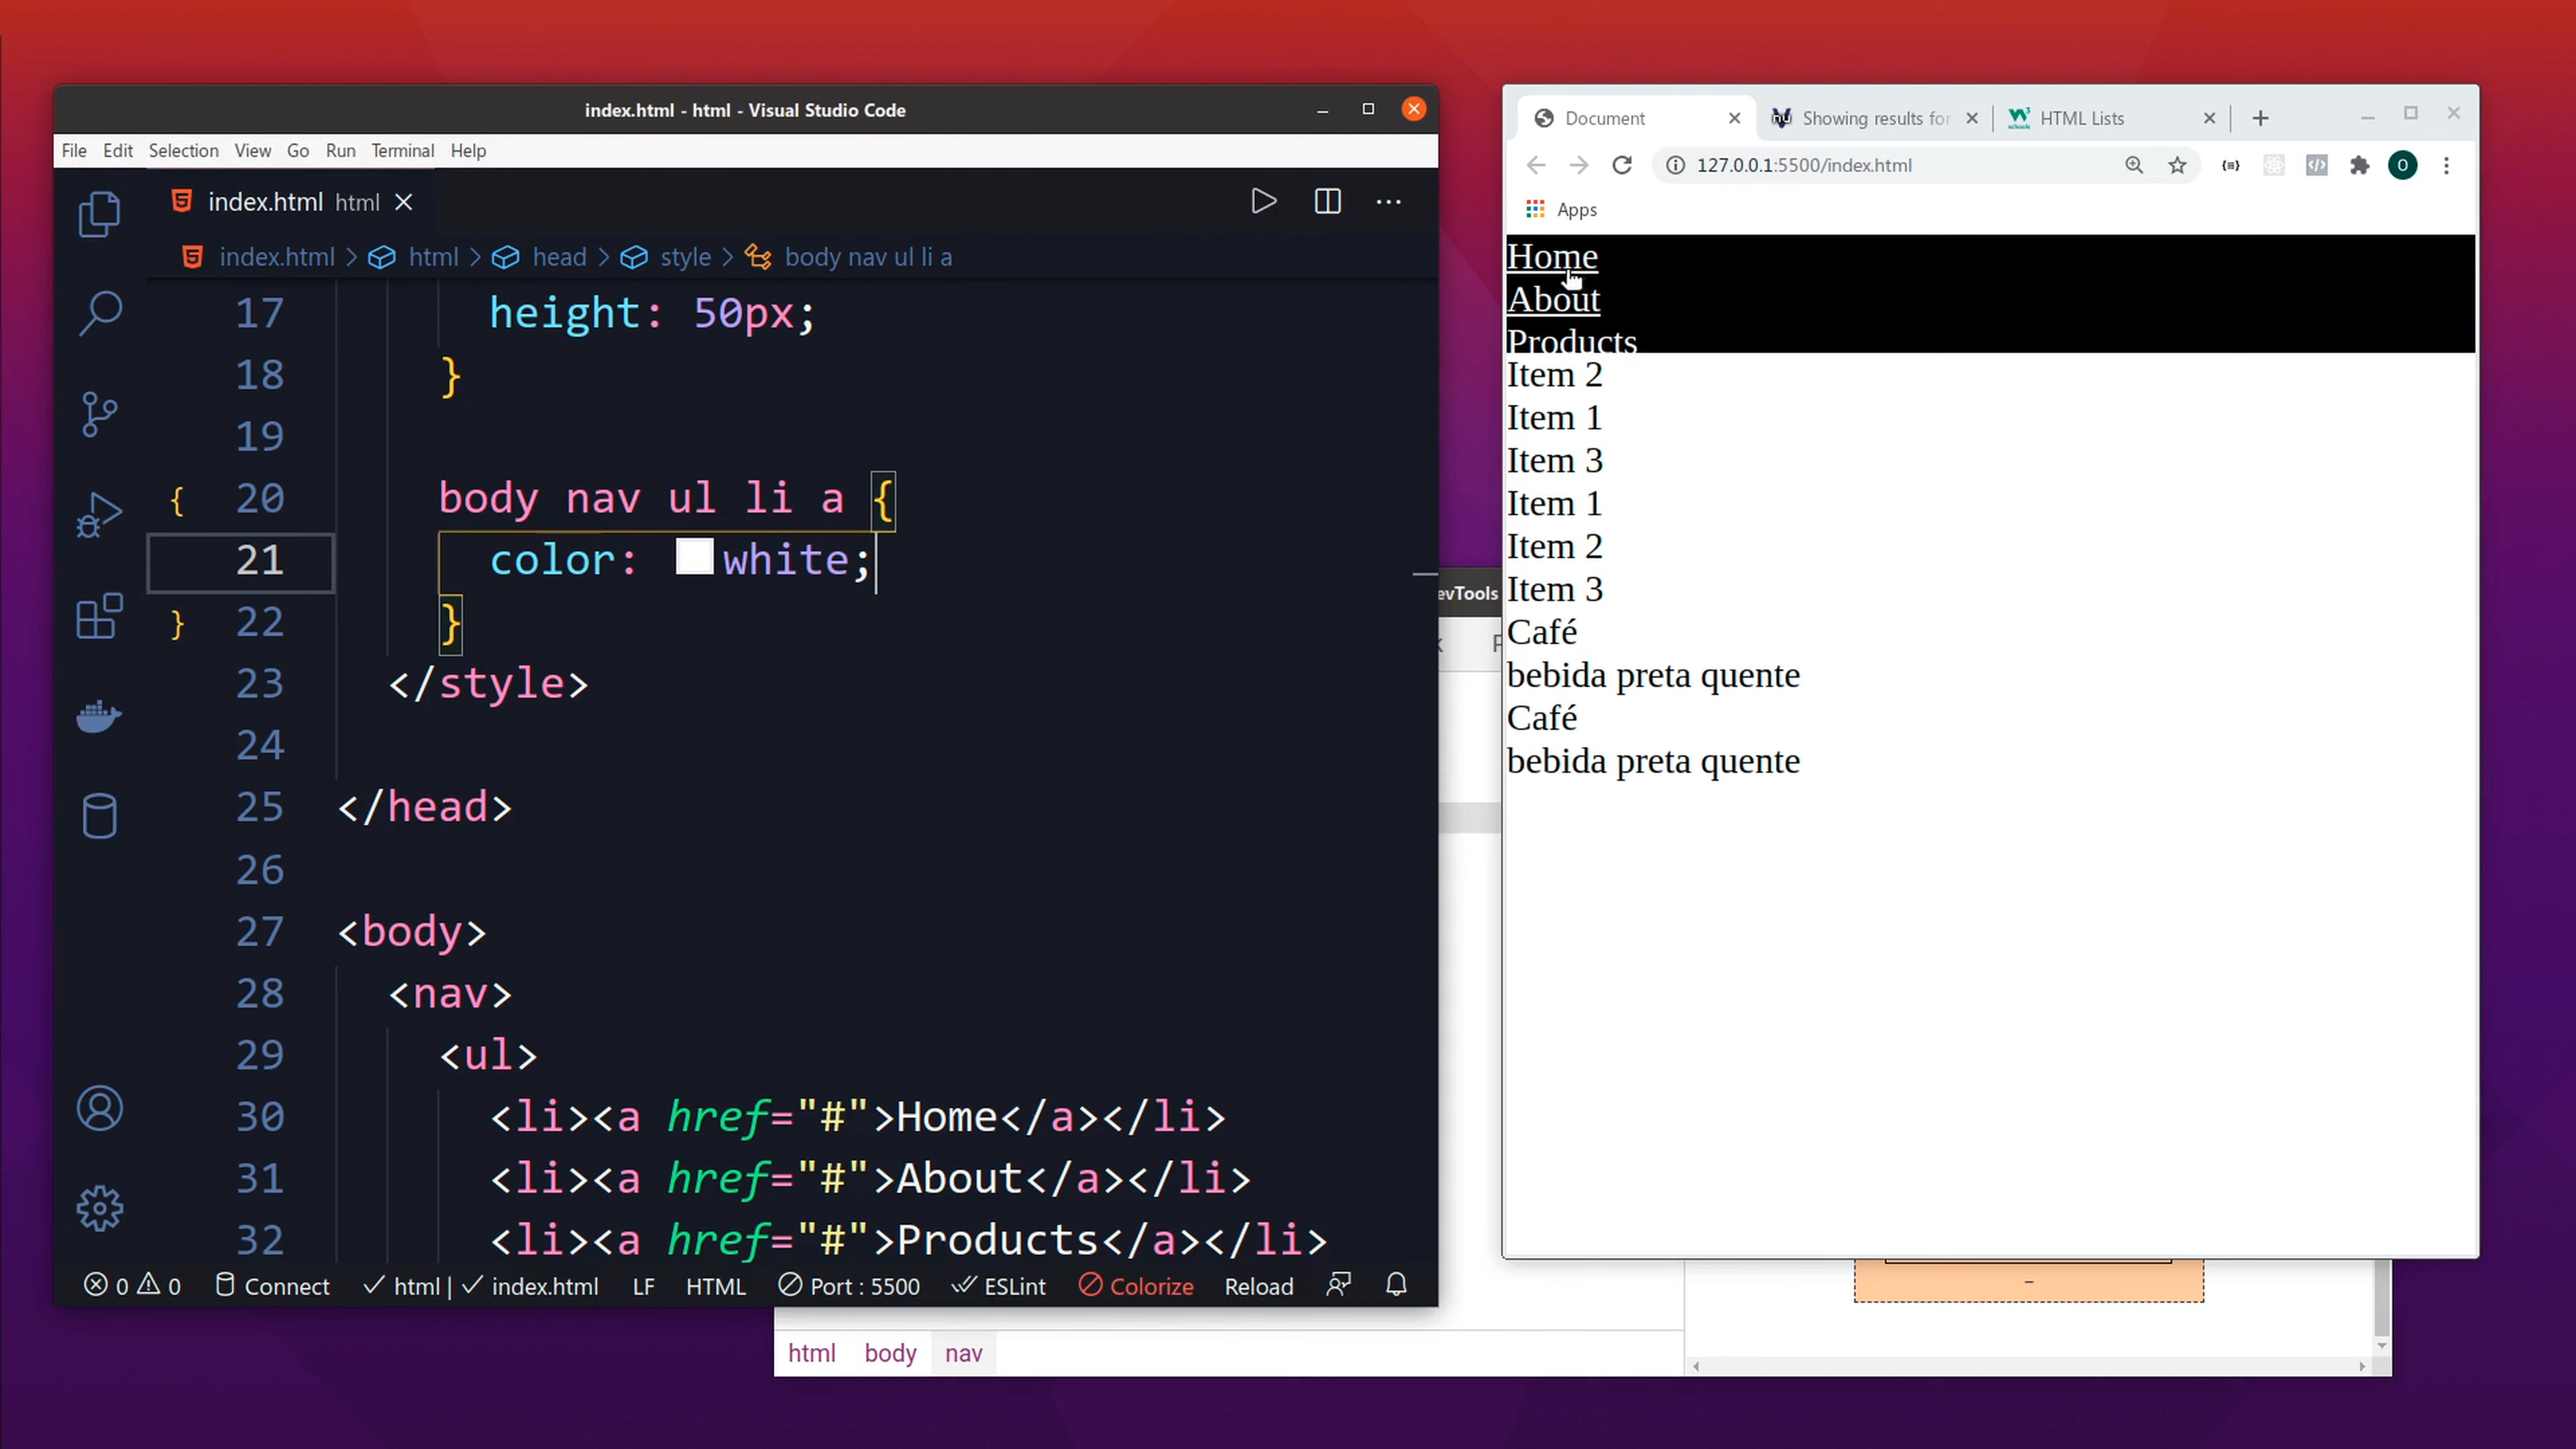 index.html - html - Visual Studio Code
File Edit Selection View Go Run Terminal Help
index.html html
index.html > html > head > style > body nav ul li a
17 height: 50px;
18 }
19
20 body nav ul li a {
21 color: white;
22 }
23 </style>
24
25 </head>
26
27 <body>
28 <nav>
29 <ul>
30 <li><a href="#">Home</a></li>
31 <li><a href="#">About</a></li>
32 <li><a href="#">Products</a></li>
0 0 Connect html | index.html LF HTML Port : 5500 ESLint Colorize Reload
Document Showing results for HTML Lists
127.0.0.1:5500/index.html O
Apps
Home
About
Products
Item 2
Item 1
Item 3
Item 1
Item 2
Item 3
Café
bebida preta quente
Café
bebida preta quente
evTools
html body nav